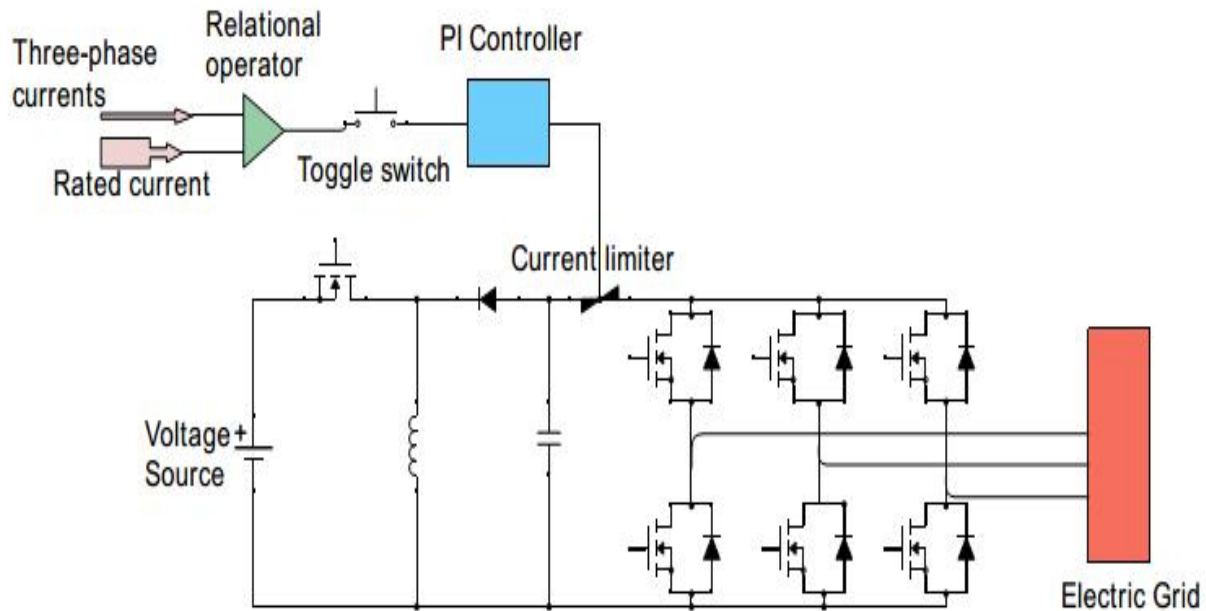 Three-phase
currents
Relational
operator
PI Controller
Rated current
Toggle switch
Current limiter
Voltage +
Source
Electric Grid